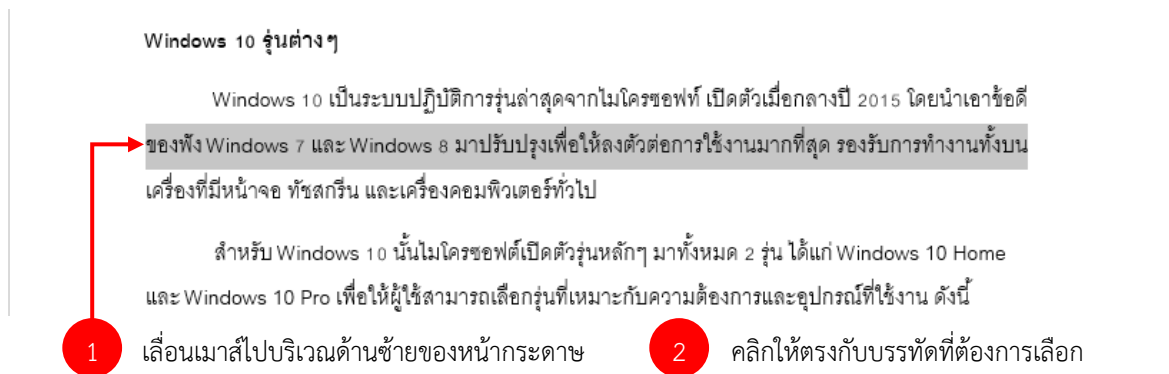 Windows 10 รุ่นต่างๆ
Windows 10 เป็นระบบปฏิบัติการรุ่นล่าสุดจากไมโครซอฟท์ เปิดตัวเมื่อกลางปี 2015 โดยนำเอาข้อดี
ของฟัง Windows 7 และ Windows 8 มาปรับปรุงเพื่อให้ลงตัวต่อการใช้งานมากที่สุด รองรับการทำงานทั้งบน
เครื่องที่มีหน้าจอ ทัชสกรีน และเครื่องคอมพิวเตอร์ทั่วไป
สำหรับ Windows 10 นั้นไมโครซอฟต์เปิดตัวรุ่นหลักๆ มาทั้งหมด 2 รุ่น ได้แก่ Windows 10 Home
และ Windows 10 Pro เพื่อให้ผู้ใช้สามารถเลือกรุ่นที่เหมาะกับความต้องการและอุปกรณ์ที่ใช้งาน ดังนี้
1 เลื่อนเมาส์ไปบริเวณด้านซ้ายของหน้ากระดาษ 2 คลิกให้ตรงกับบรรทัดที่ต้องการเลือก